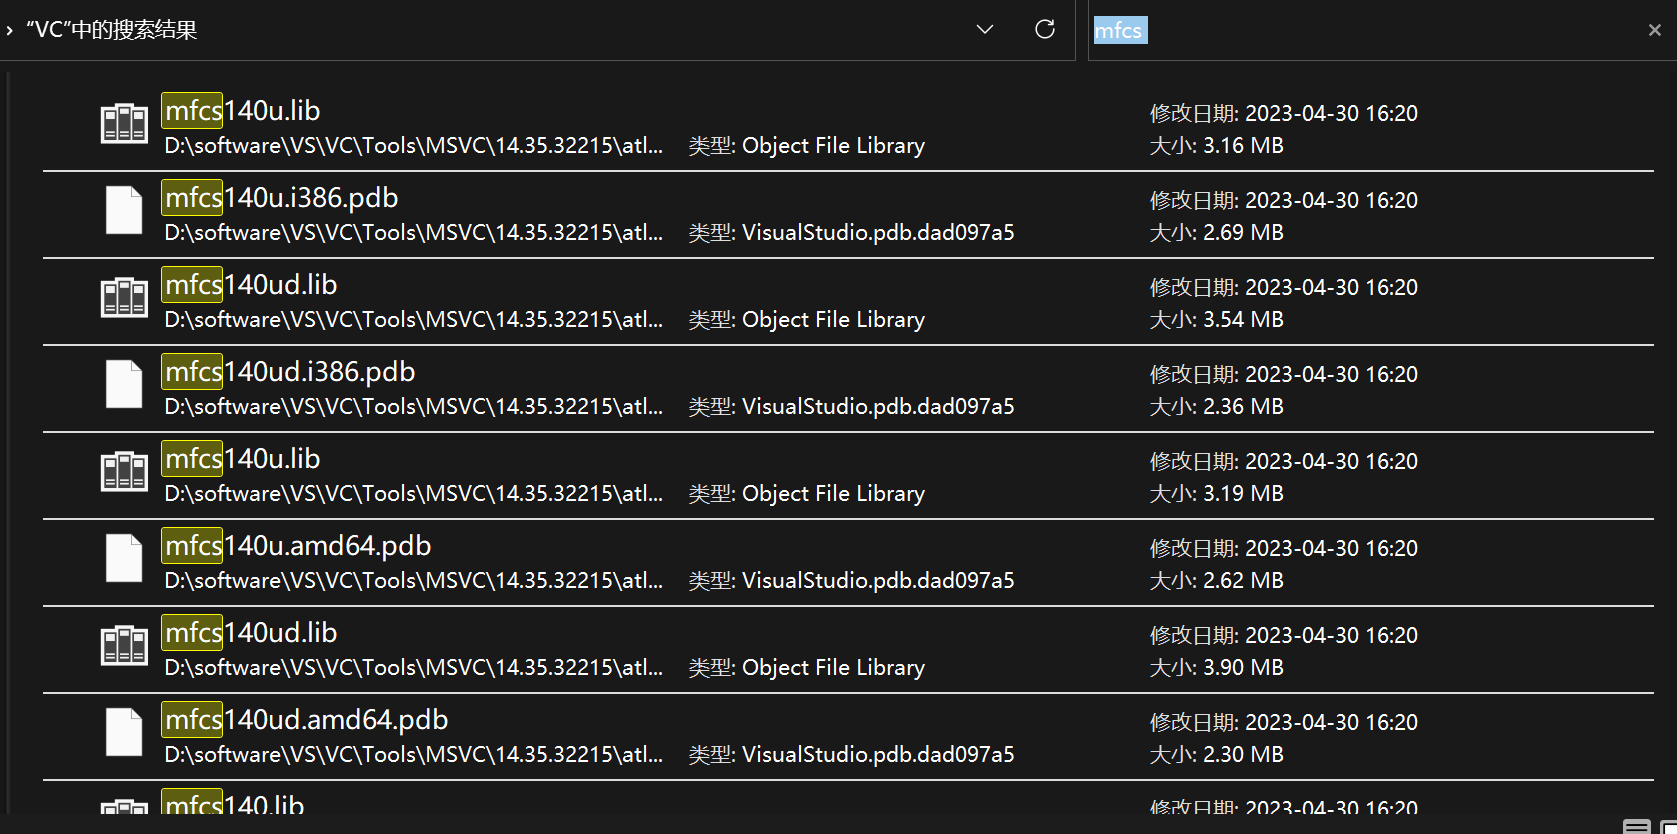 “VC”中的搜索结果
mfcs
mfcs140u.lib
修改日期: 2023-04-30 16:20
D:\software\VS\VC\Tools\MSVC\14.35.32215\atl... 类型: Object File Library
大小: 3.16 MB
mfcs140u.i386.pdb
修改日期: 2023-04-30 16:20
D:\software\VS\VC\Tools\MSVC\14.35.32215\atl... 类型: VisualStudio.pdb.dad097a5
大小: 2.69 MB
mfcs140ud.lib
修改日期: 2023-04-30 16:20
D:\software\VS\VC\Tools\MSVC\14.35.32215\atl... 类型: Object File Library
大小: 3.54 MB
mfcs140ud.i386.pdb
修改日期: 2023-04-30 16:20
D:\software\VS\VC\Tools\MSVC\14.35.32215\atl... 类型: VisualStudio.pdb.dad097a5
大小: 2.36 MB
mfcs140u.lib
修改日期: 2023-04-30 16:20
D:\software\VS\VC\Tools\MSVC\14.35.32215\atl... 类型: Object File Library
大小: 3.19 MB
mfcs140u.amd64.pdb
修改日期: 2023-04-30 16:20
D:\software\VS\VC\Tools\MSVC\14.35.32215\atl... 类型: VisualStudio.pdb.dad097a5
大小: 2.62 MB
mfcs140ud.lib
修改日期: 2023-04-30 16:20
D:\software\VS\VC\Tools\MSVC\14.35.32215\atl... 类型: Object File Library
大小: 3.90 MB
mfcs140ud.amd64.pdb
修改日期: 2023-04-30 16:20
D:\software\VS\VC\Tools\MSVC\14.35.32215\atl... 类型: VisualStudio.pdb.dad097a5
大小: 2.30 MB
mfcs140.lib
修改日期: 2023-04-30 16:20